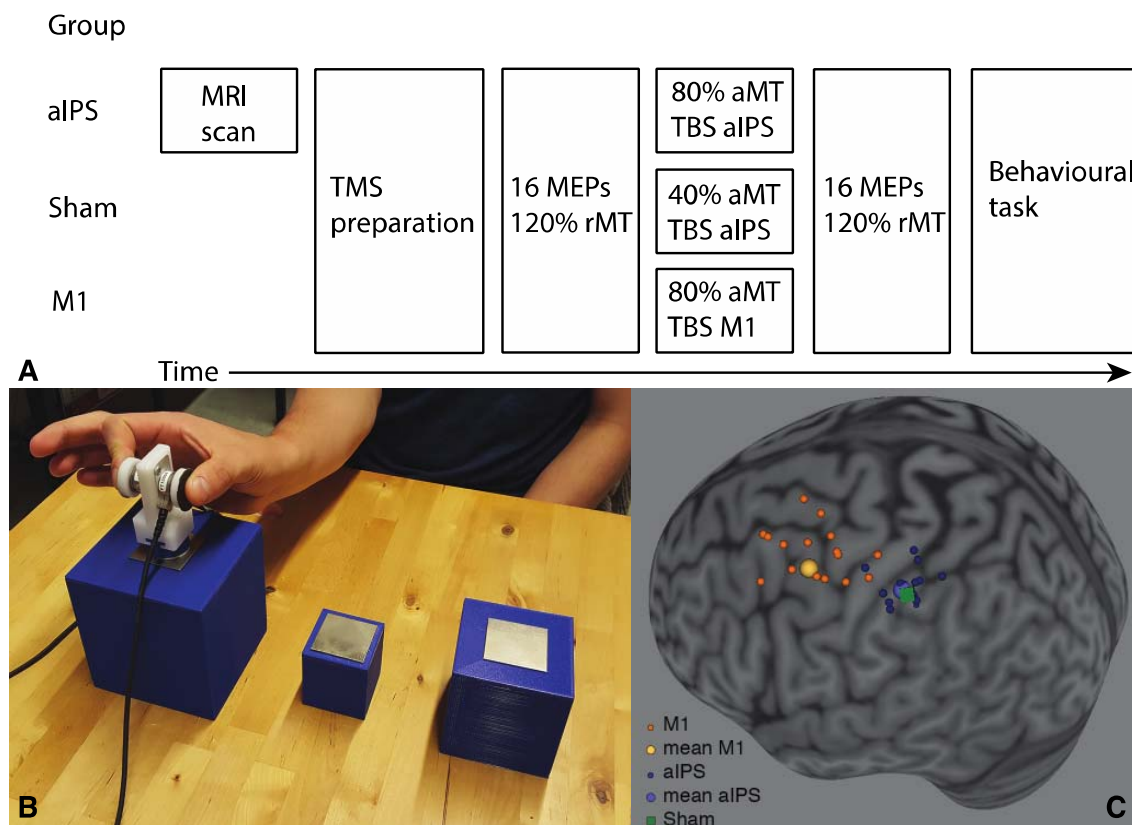 Group
aIPS
Sham
M1
MRI
scan
TMS
preparation
16 MEPs
120% rMT
80% aMT
TBS aIPS
40% aMT
TBS aIPS
80% aMT
TBS M1
16 MEPs
120% rMT
Behavioural
task
A
Time
B
M1
mean M1
aIPS
mean aIPS
Sham
C